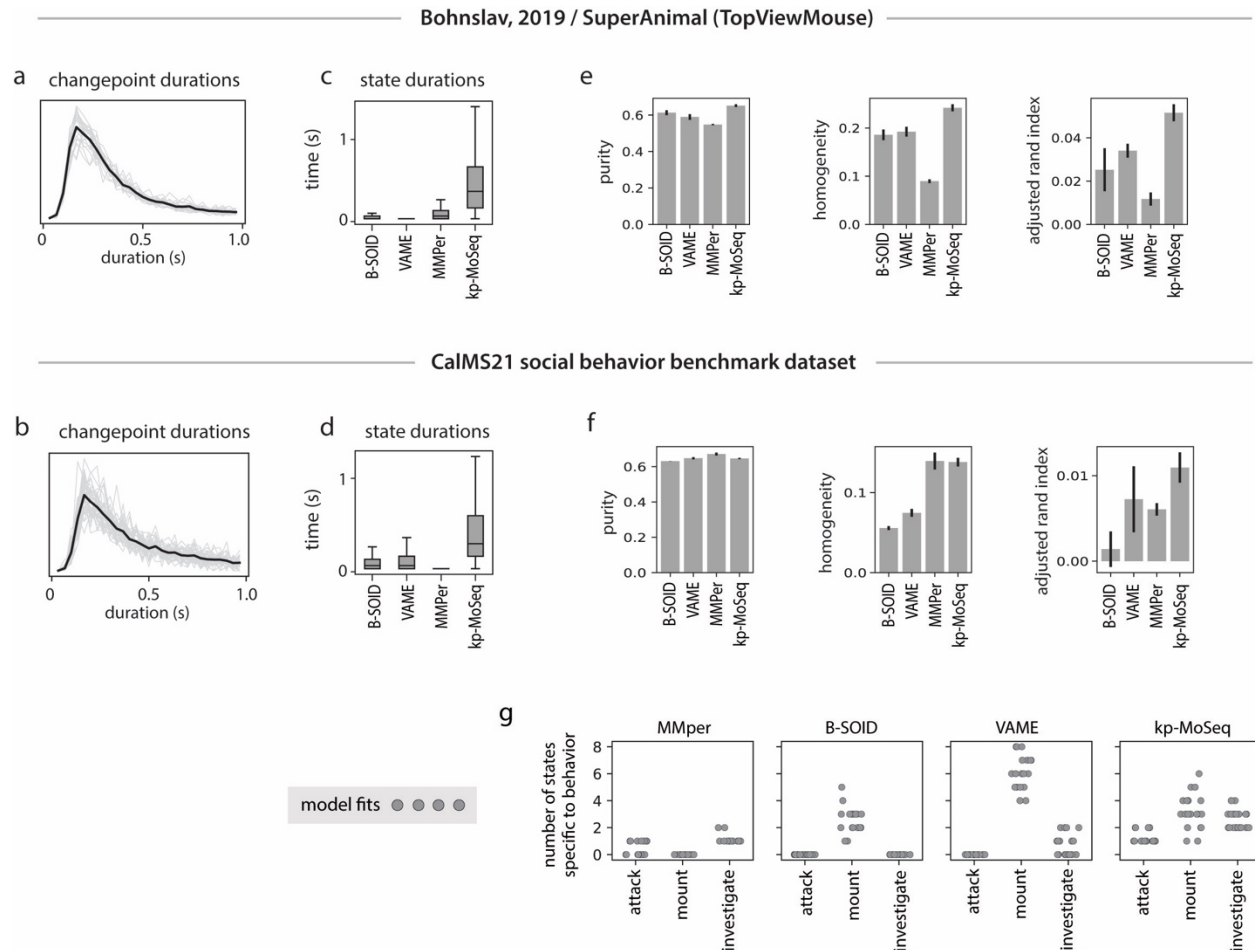 Bohnslav, 2019 / SuperAnimal (TopViewMouse)
a
changepoint durations
0
0.5
1.0
duration (s)
c
state durations
time (s)
1
0
B-SOID
VAME
MMPer
kp-MoSeq
e
purity
0.6
0.4
0.2
0.0
B-SOID
VAME
MMPer
kp-MoSeq
homogeneity
0.2
0.1
0.0
B-SOID
VAME
MMPer
kp-MoSeq
adjusted rand index
0.04
0.02
0.00
B-SOID
VAME
MMPer
kp-MoSeq
CalMS21 social behavior benchmark dataset
b
changepoint durations
0
0.5
1.0
duration (s)
d
state durations
time (s)
1
0
B-SOID
VAME
MMPer
kp-MoSeq
f
purity
0.6
0.4
0.2
0.0
B-SOID
VAME
MMPer
kp-MoSeq
homogeneity
0.1
0.0
B-SOID
VAME
MMPer
kp-MoSeq
adjusted rand index
0.01
0.00
B-SOID
VAME
MMPer
kp-MoSeq
model fits
g
number of states
specific to behavior
8
6
4
2
0
MMper
attack
mount
investigate
B-SOID
attack
mount
investigate
VAME
attack
mount
investigate
kp-MoSeq
attack
mount
investigate